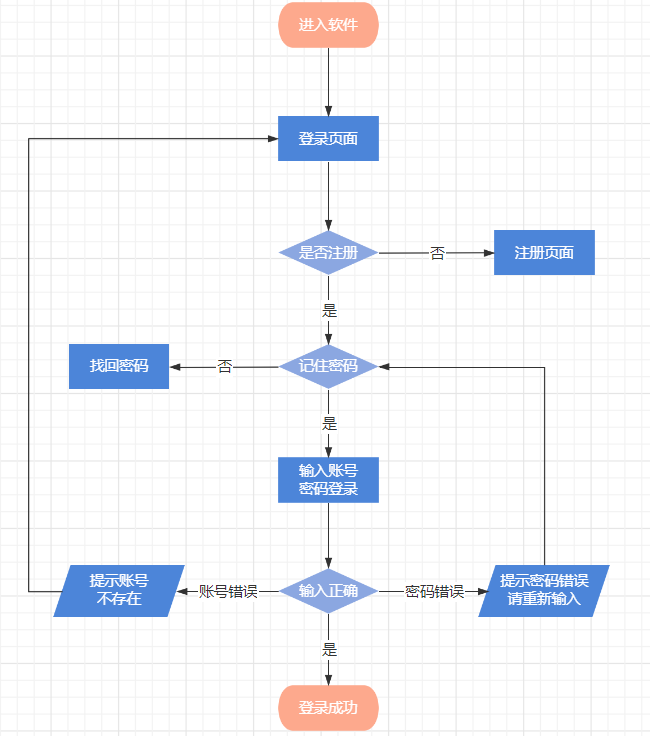 进入软件
登录页面
是否注册
否
注册页面
是
找回密码
否
记住密码
是
输入账号
密码登录
提示账号
不存在
账号错误
输入正确
密码错误
提示密码错误
请重新输入
是
登录成功